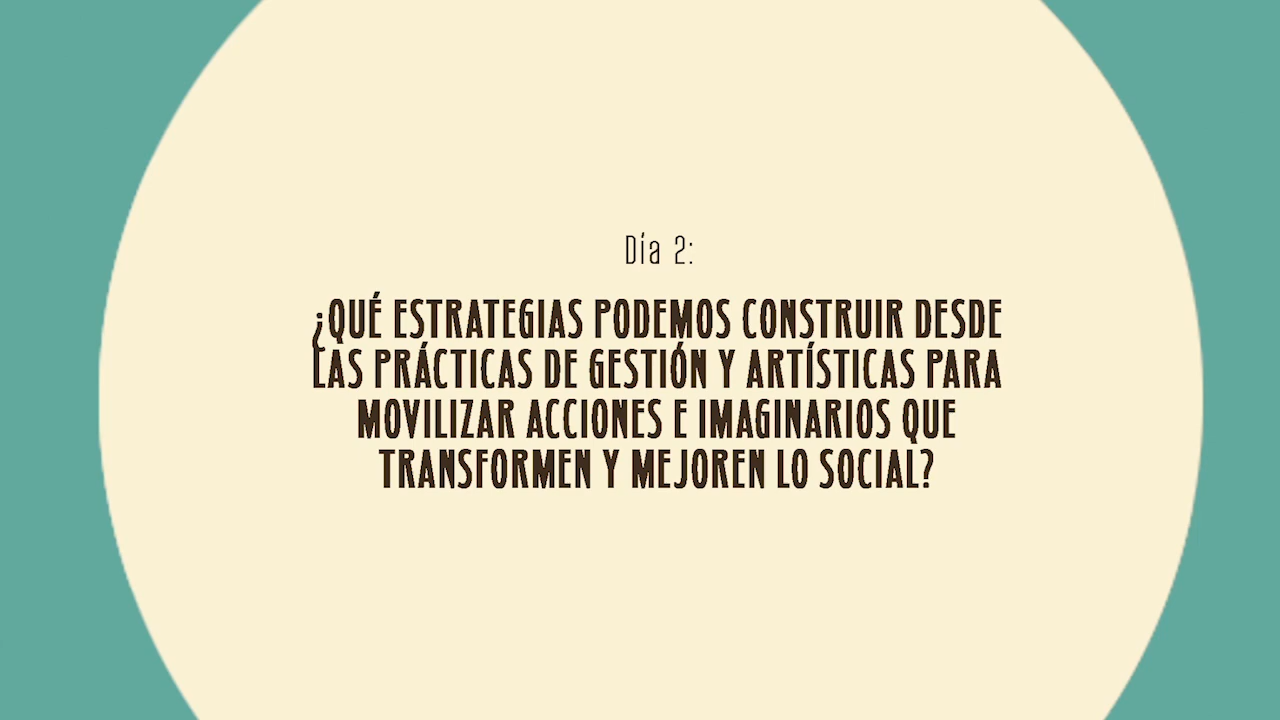 Día 2:
¿QUÉ ESTRATEGIAS PODEMOS CONSTRUIR DESDE
LAS PRÁCTICAS DE GESTIÓN Y ARTÍSTICAS PARA
MOVILIZAR ACCIONES E IMAGINARIOS QUE
TRANSFORMEN Y MEJOREN LO SOCIAL?